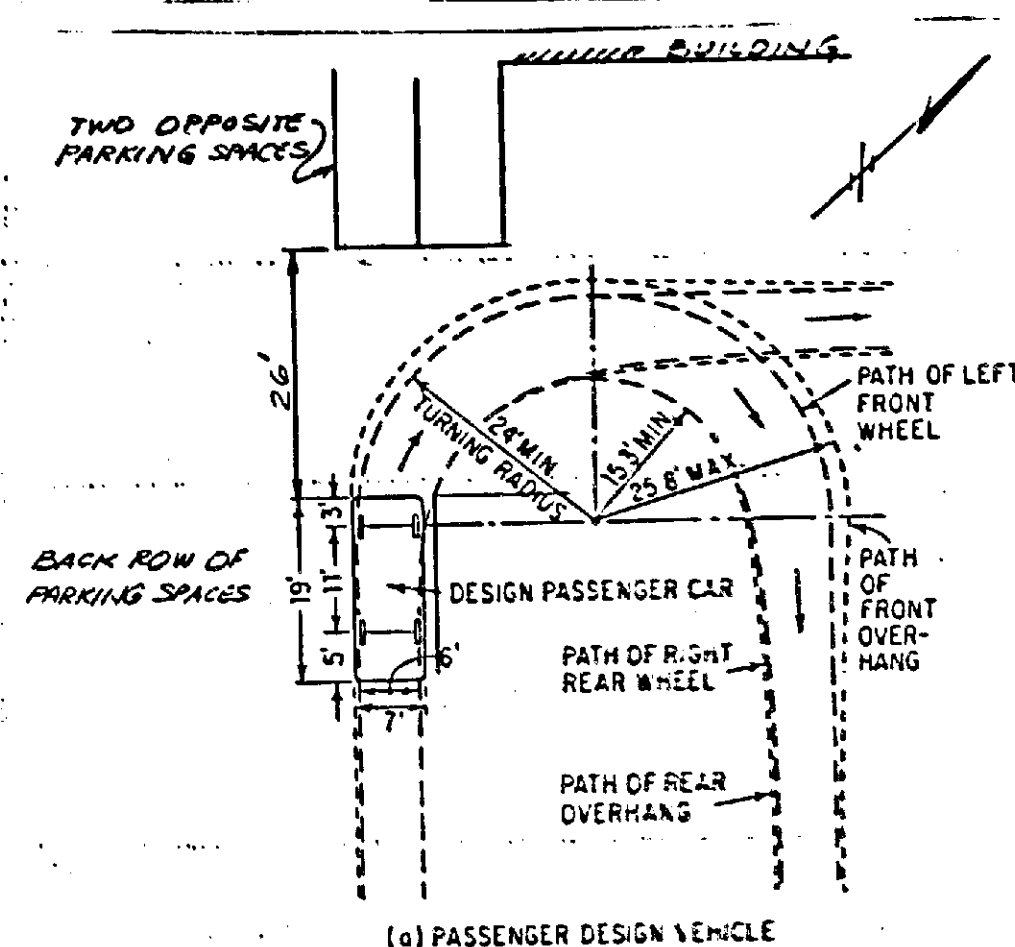 BUILDING
TWO OPPOSITE
PARKING SPACES
26'
PATH OF LEFT
FRONT
WHEEL
24' MIN
TURNING RADIUS
15.3' MIN
25.8' MAX.
3'
11'
19'
5'
BACK ROW OF
PARKING SPACES
DESIGN PASSENGER CAR
PATH
OF
FRONT
OVER-
HANG
6'
7'
PATH OF RIGHT
REAR WHEEL
PATH OF REAR
OVERHANG
(a) PASSENGER DESIGN VEHICLE